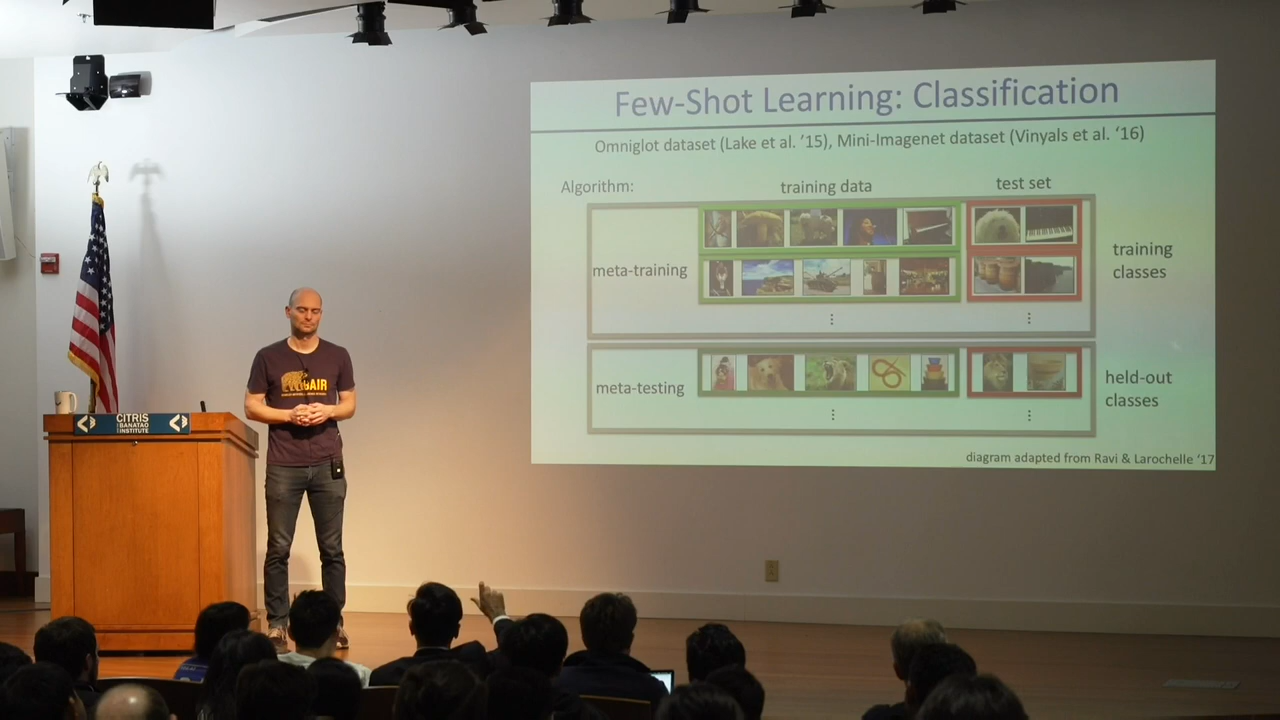 Few-Shot Learning: Classification
Omniglot dataset (Lake et al. ‘15), Mini-Imagenet dataset (Vinyals et al. ‘16)
Algorithm:
training data
test set
meta-training
training
classes
meta-testing
held-out
classes
diagram adapted from Ravi & Larochelle ‘17
BAIR
CITRIS
BANATAO
INSTITUTE